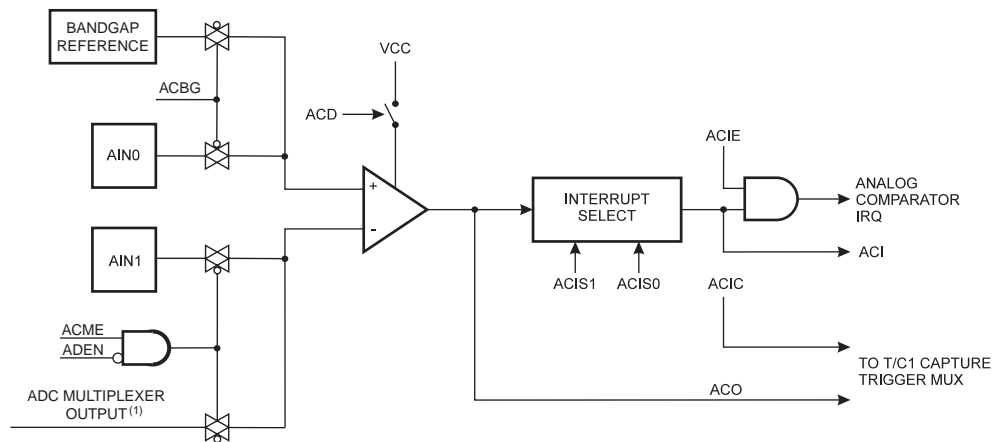 BANDGAP
REFERENCE
VCC
ACBG
ACD
AIN0
+
-
ACIE
INTERRUPT
SELECT
ANALOG
COMPARATOR
IRQ
AIN1
ACI
ACIS1 ACIS0 ACIC
ACME
ADEN
TO T/C1 CAPTURE
TRIGGER MUX
ADC MULTIPLEXER
OUTPUT (1)
ACO